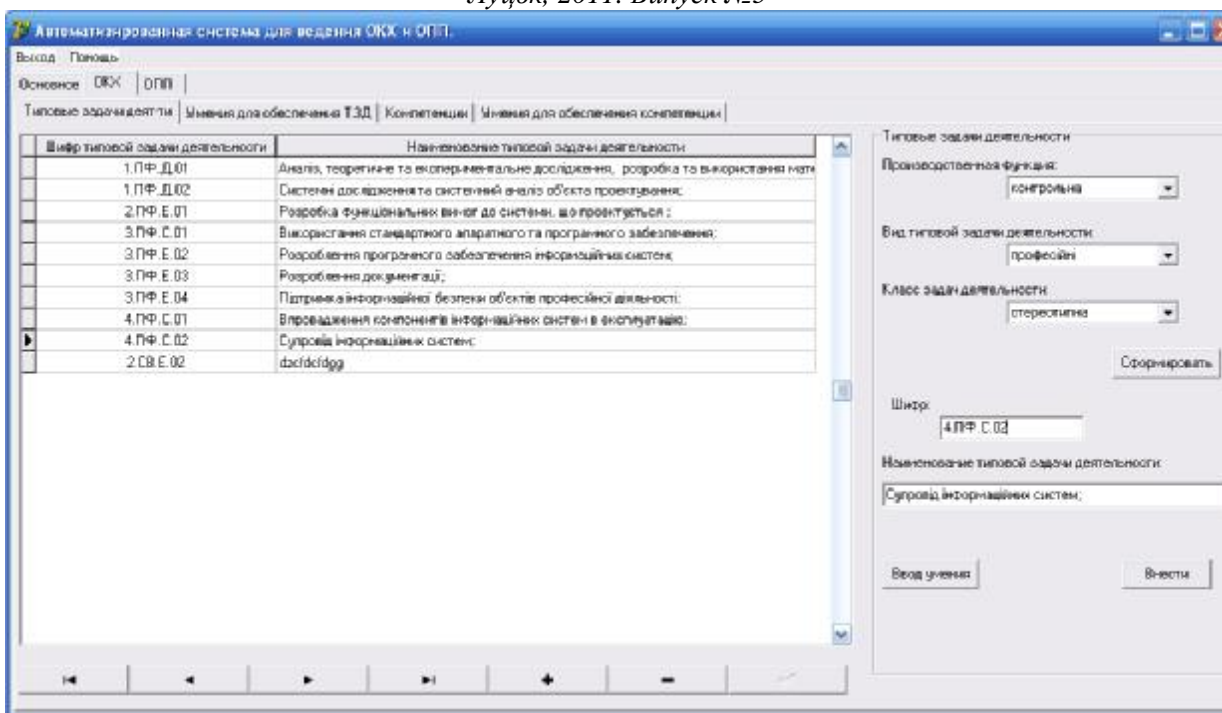 Луцьк, 2011. Випуск №3
Автоматизированная система для ведения ОКХ и ОПП.
Выход Помощь
Основное ОКХ ОПП
Типовые задачи деят-ти Умения для обеспечения ТЗД Компетенции Умения для обеспечения компетенции
Шифр типовой задачи деятельности Наименование типовой задачи деятельности
1.ПФ.Д.01 Аналіз, теоретичне та експериментальне дослідження, розробка та використання мате
1.ПФ.Д.02 Системні дослідження та системний аналіз об'єкта проектування;
2.ПФ.Е.01 Розробка функціональних вимог до системи, що проектується ;
3.ПФ.С.01 Використання стандартного апаратного та програмного забезпечення;
3.ПФ.Е.02 Розроблення програмного забезпечення інформаційних систем;
3.ПФ.Е.03 Розроблення документації;
3.ПФ.Е.04 Підтримка інформаційної безпеки об'єктів професійної діяльності;
4.ПФ.С.01 Впровадження компонентів інформаційних систем в експлуатацію;
4.ПФ.С.02 Супровід інформаційних систем;
2.СВ.Е.02
Типовые задачи деятельности
Производственная функция:
контрольна
Вид типовой задачи деятельности:
професійні
Класс задач деятельности:
стереотипна
Сформировать
Шифр:
4.ПФ.С.02
Наименование типовой задачи деятельности:
Супровід інформаційних систем;
Ввод умения Внести